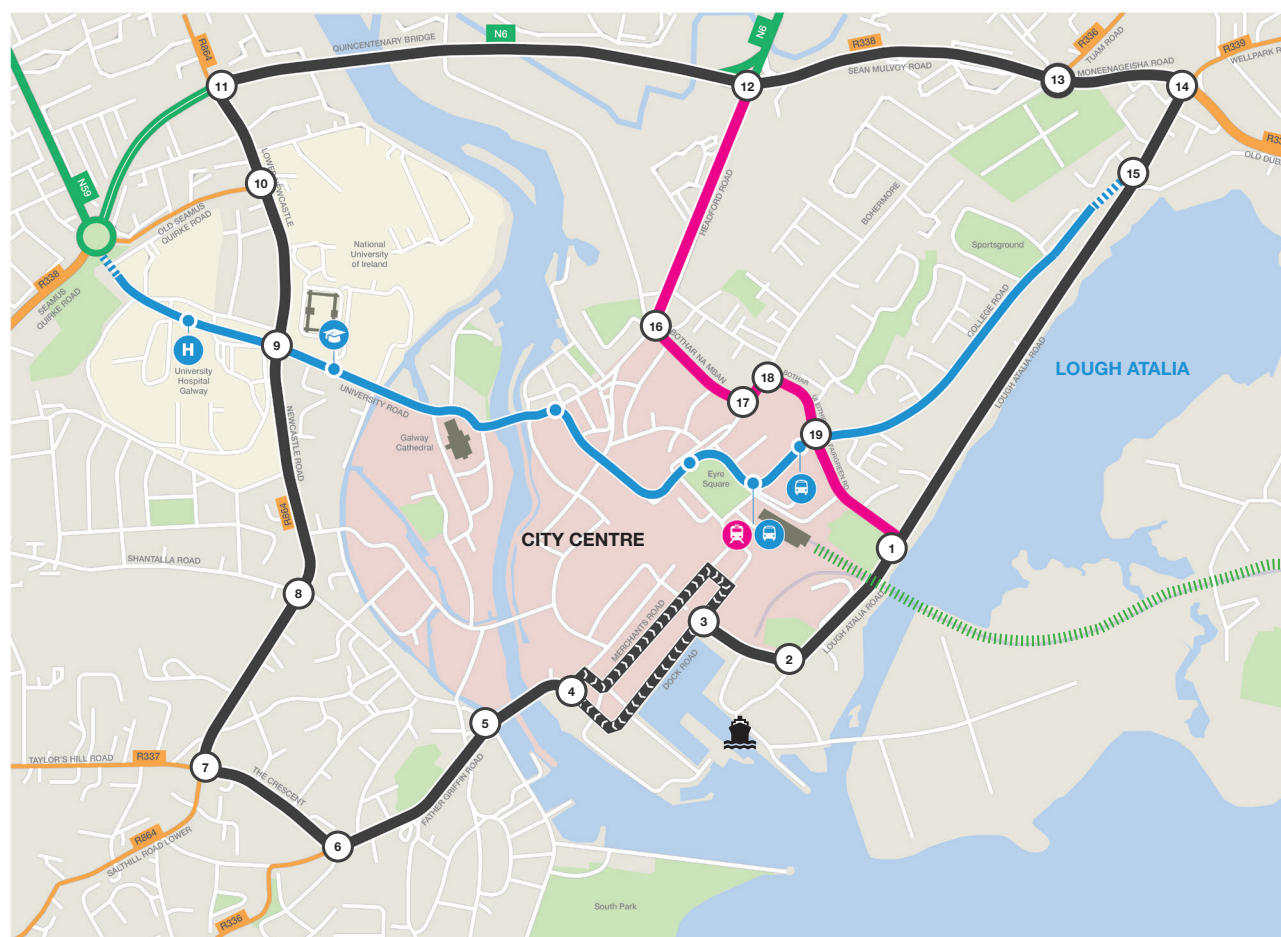 R864
QUINCENTENARY BRIDGE
N6
N6
R338
SEAN MULVOY ROAD
R336
TUAM ROAD
MONEENAGEISHA ROAD
R339
11
12
13
14
15
N59
LOWER NEWCASTLE
10
OLD SEAMUS
QUIRKE ROAD
R338
SEAMUS
QUIRKE ROAD
National
University
of Ireland
HEADFORD ROAD
BOHERMORE
Sportsground
COLLEGE ROAD
LOUGH ATALIA ROAD
LOUGH ATALIA
H
University
Hospital
Galway
9
UNIVERSITY ROAD
16
BOTHAR NA MBAN
17
18
BOTHAR
19
FAIRGREEN RD
NEWCASTLE ROAD
Galway
Cathedral
Eyre
Square
R864
CITY CENTRE
1
SHANTALLA ROAD
8
MERCHANTS ROAD
3
DOCK ROAD
2
LOUGH ATALIA ROAD
4
5
TAYLOR'S HILL ROAD
R337
7
THE CRESCENT
FATHER GRIFFIN ROAD
R864
SALTHILL ROAD LOWER
6
R336
South Park